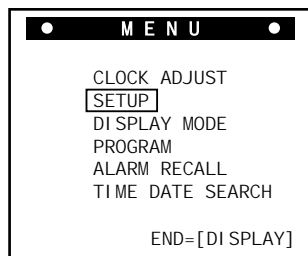 MENU
CLOCK ADJUST
SETUP
DISPLAY MODE
PROGRAM
ALARM RECALL
TIME DATE SEARCH
END=[DISPLAY]